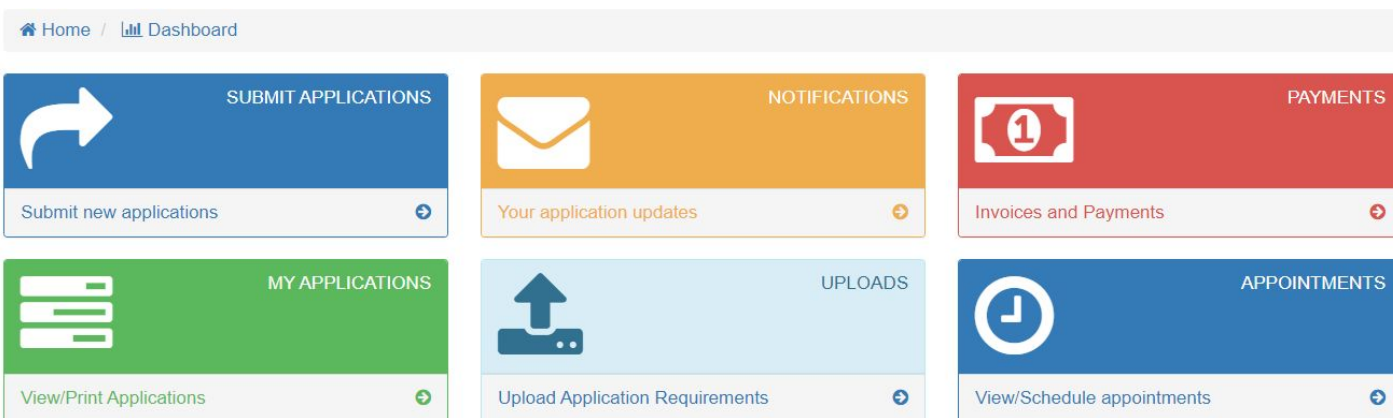 Home / Dashboard
SUBMIT APPLICATIONS
Submit new applications
NOTIFICATIONS
Your application updates
1
PAYMENTS
Invoices and Payments
MY APPLICATIONS
View/Print Applications
UPLOADS
Upload Application Requirements
APPOINTMENTS
View/Schedule appointments